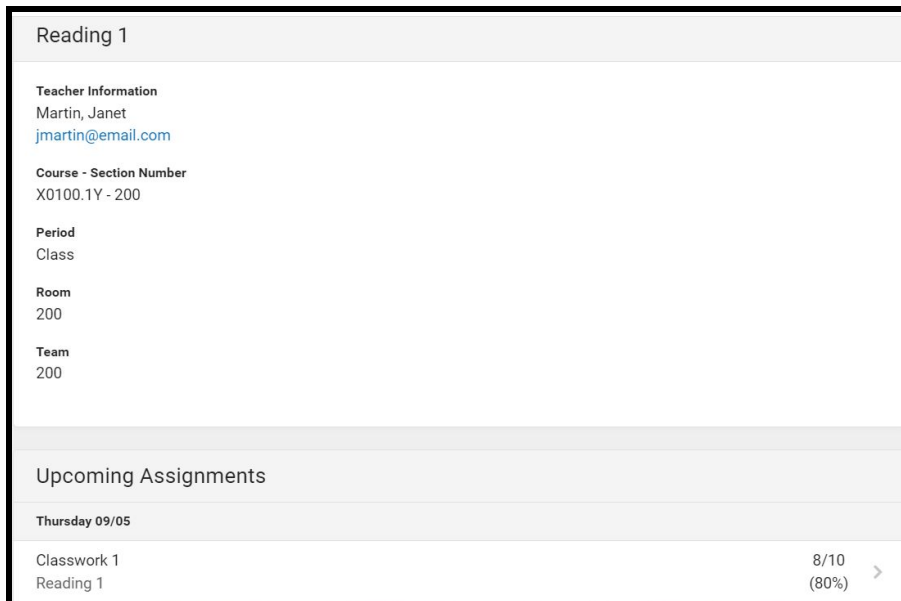 Reading 1
Teacher Information
Martin, Janet
jmartin@email.com
Course - Section Number
X0100.1Y - 200
Period
Class
Room
200
Team
200
Upcoming Assignments
Thursday 09/05
Classwork 1
8/10
Reading 1
(80%)